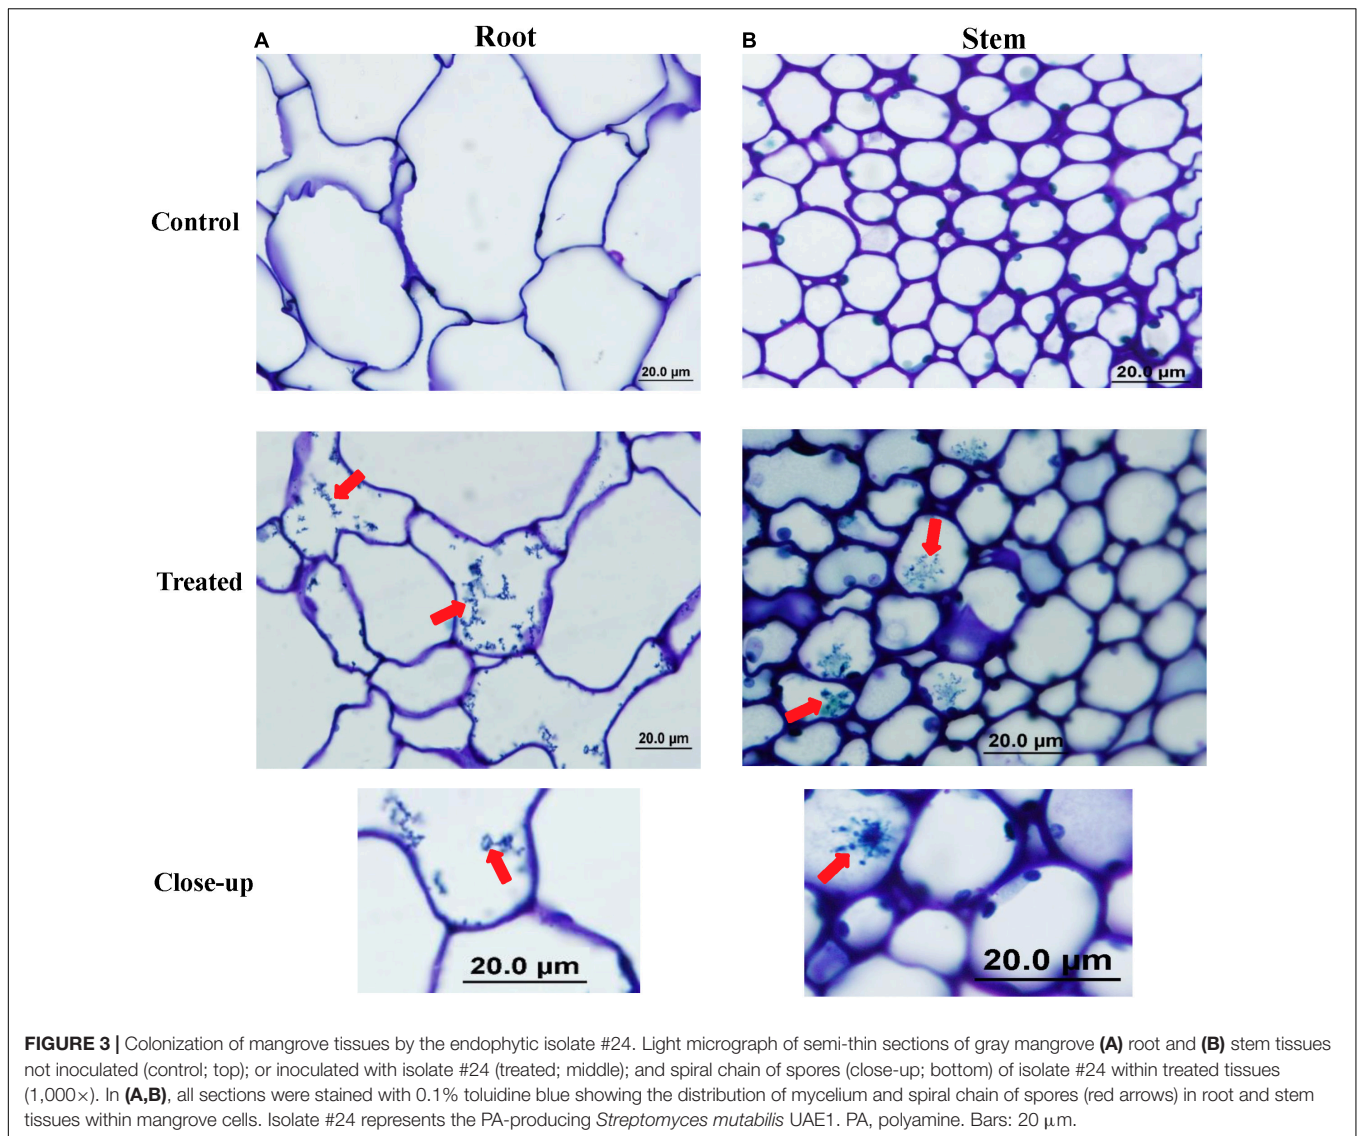 A Root B Stem
Control
20.0 µm 20.0 µm
Treated
20.0 µm 20.0 µm
Close-up
20.0 µm 20.0 µm
FIGURE 3 | Colonization of mangrove tissues by the endophytic isolate #24. Light micrograph of semi-thin sections of gray mangrove (A) root and (B) stem tissues
not inoculated (control; top); or inoculated with isolate #24 (treated; middle); and spiral chain of spores (close-up; bottom) of isolate #24 within treated tissues
(1,000×). In (A,B), all sections were stained with 0.1% toluidine blue showing the distribution of mycelium and spiral chain of spores (red arrows) in root and stem
tissues within mangrove cells. Isolate #24 represents the PA-producing Streptomyces mutabilis UAE1. PA, polyamine. Bars: 20 µm.